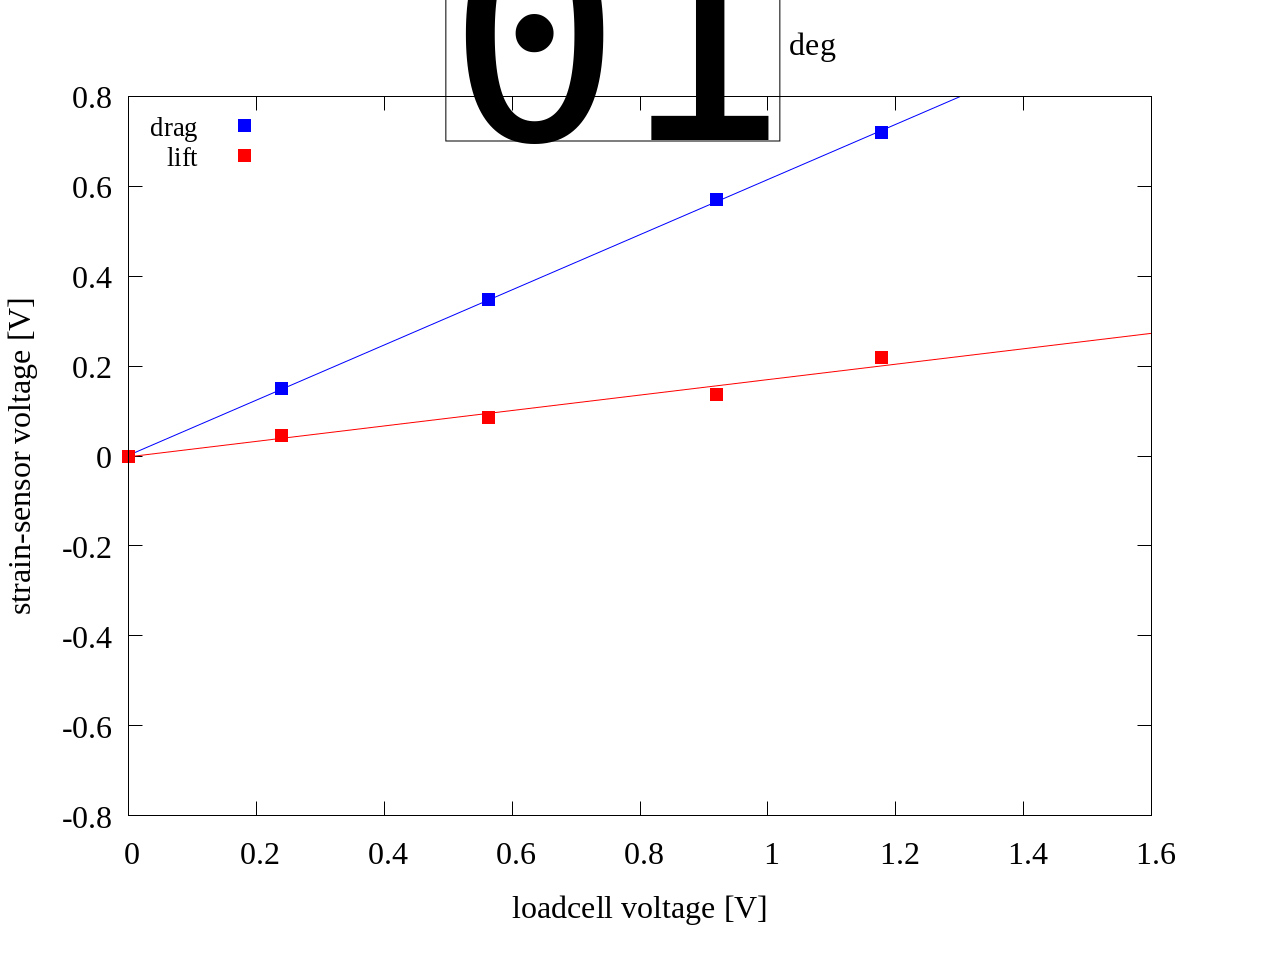 01 deg
0.8
drag
lift
0.6
0.4
0.2
0
-0.2
-0.4
-0.6
-0.8
strain-sensor voltage [V]
0 0.2 0.4 0.6 0.8 1 1.2 1.4 1.6
loadcell voltage [V]